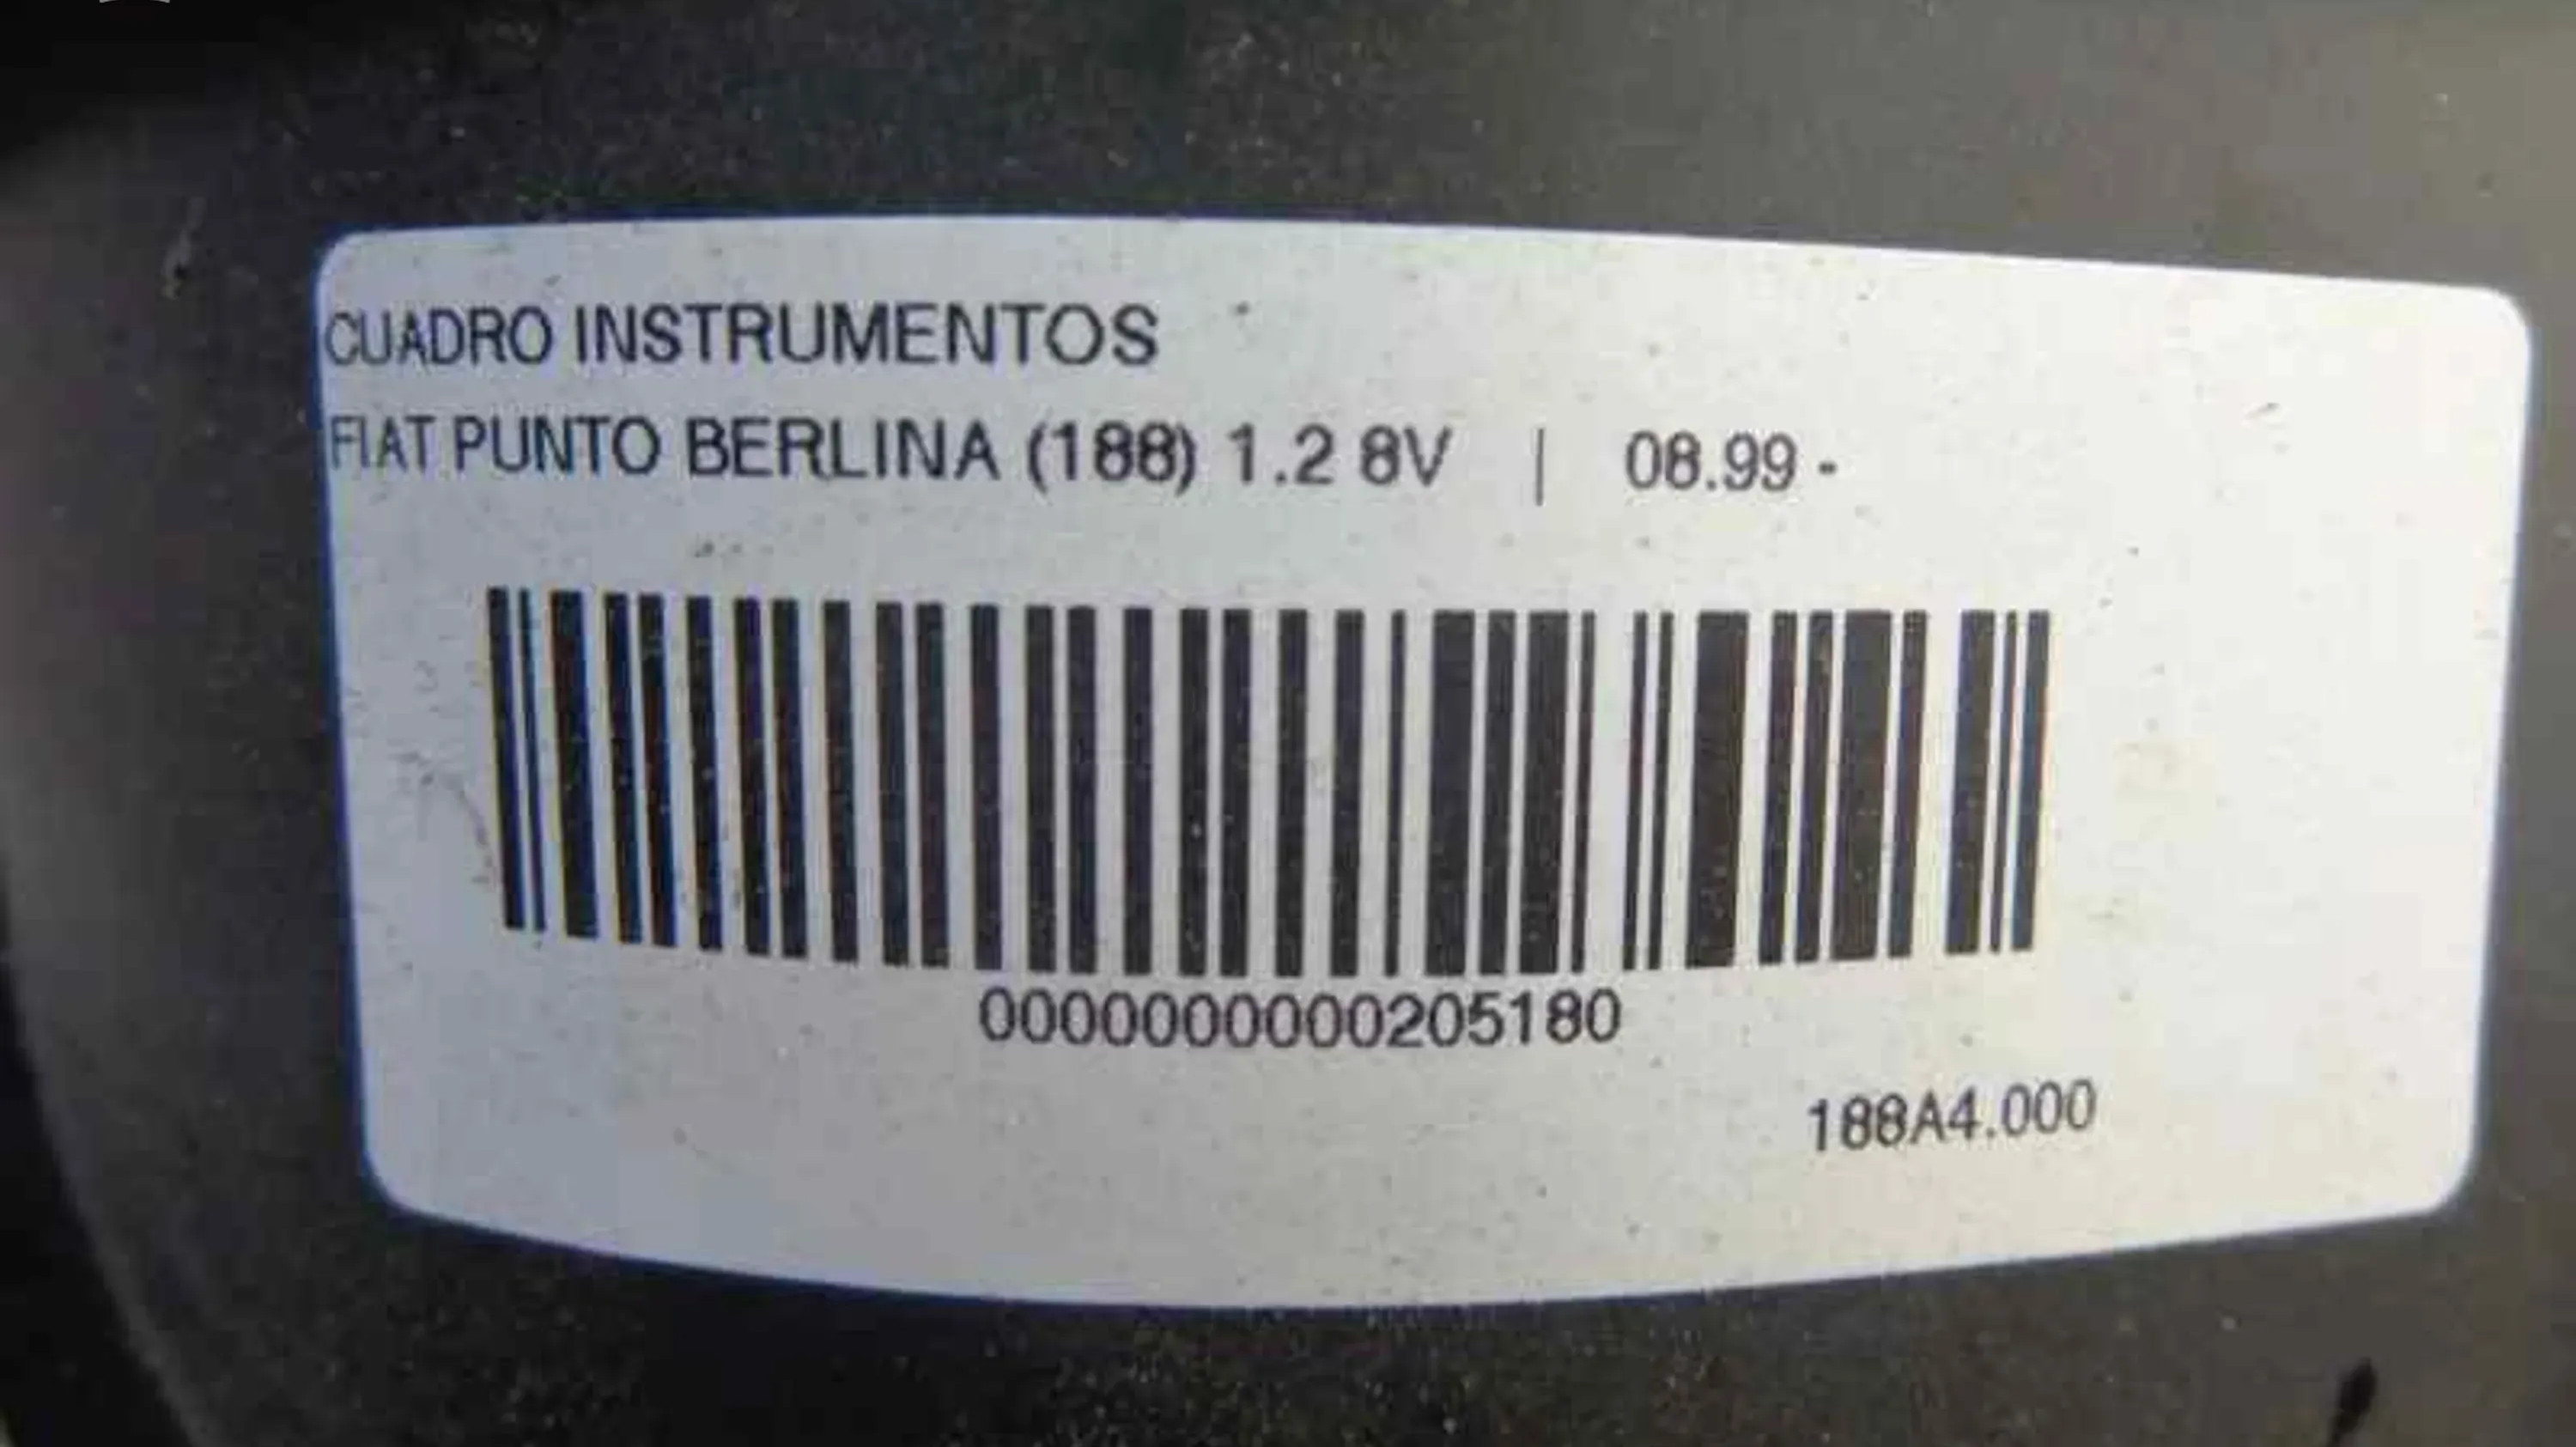 CUADRO INSTRUMENTOS
FIAT PUNTO BERLINA (188) 1.2 8V | 08.99 -
0000000000205180
188A4.000